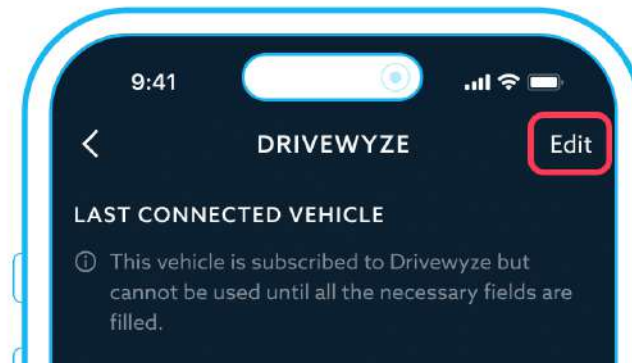 9:41
DRIVEWYZE
Edit
LAST CONNECTED VEHICLE
This vehicle is subscribed to Drivewyze but
cannot be used until all the necessary fields are
filled.